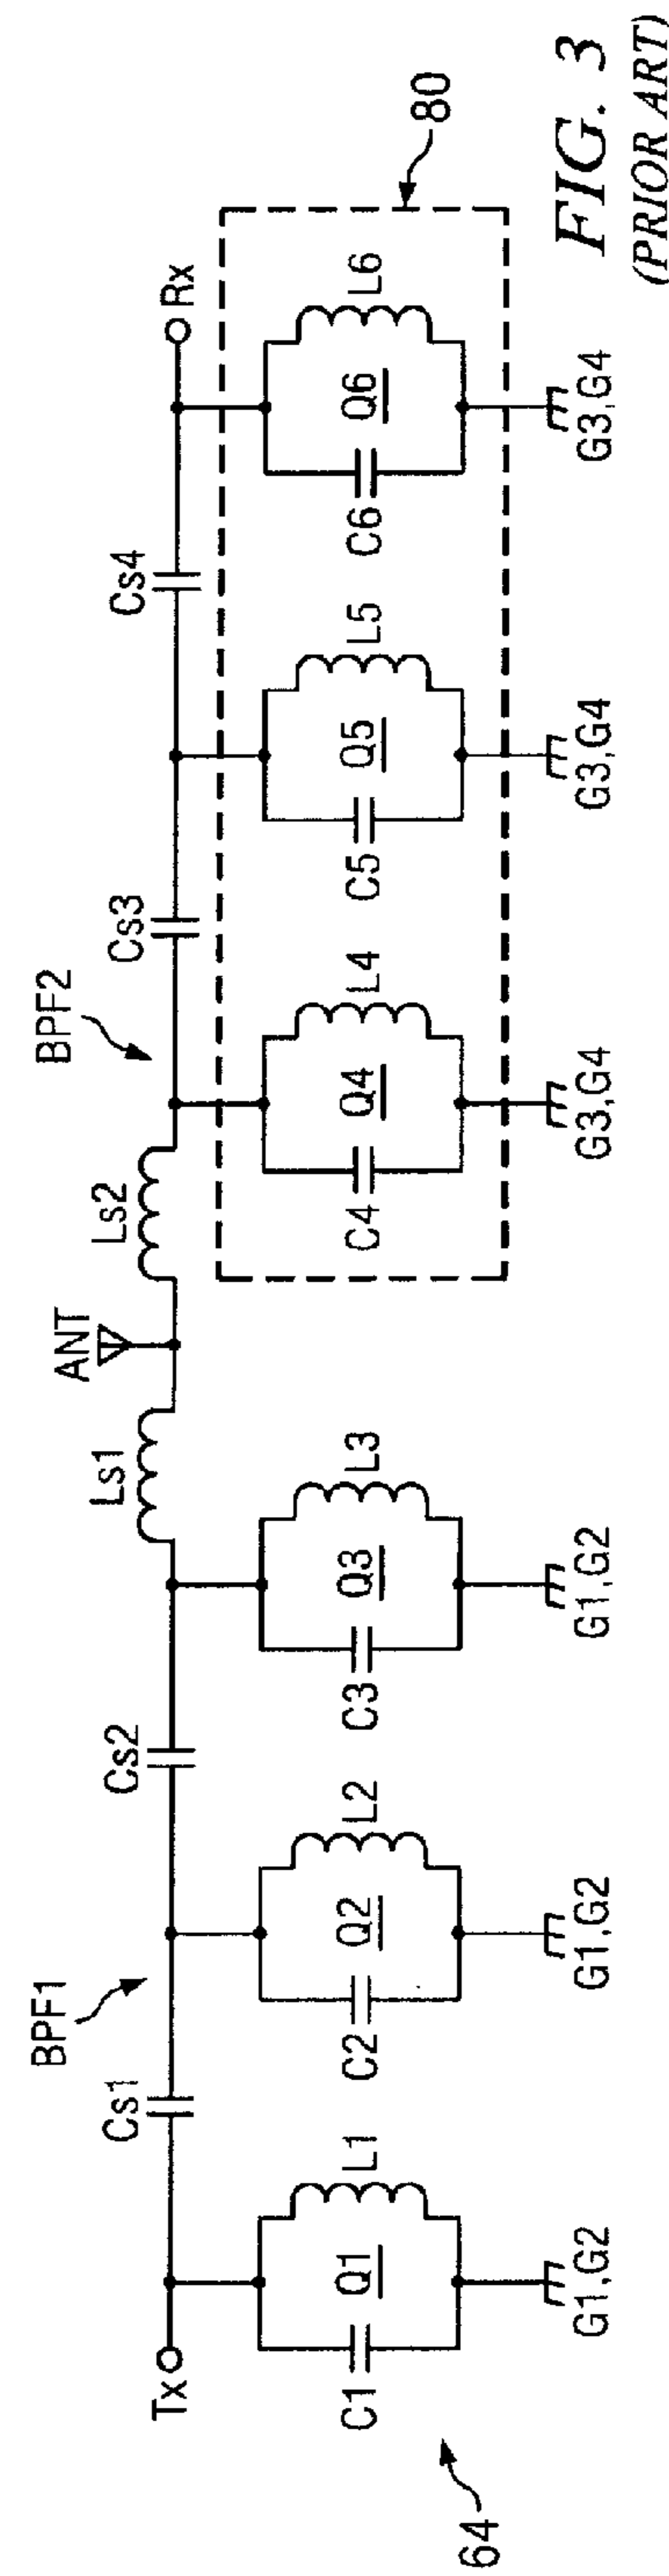 BPF1
BPF2
80
Tx
Cs1
Cs2
Ls1
ANT
Ls2
Cs3
Cs4
Rx
C1
Q1
L1
C2
Q2
L2
C3
Q3
L3
C4
Q4
L4
C5
Q5
L5
C6
Q6
L6
G1,G2
G1,G2
G1,G2
G3,G4
G3,G4
G3,G4
64
FIG. 3
(PRIOR ART)